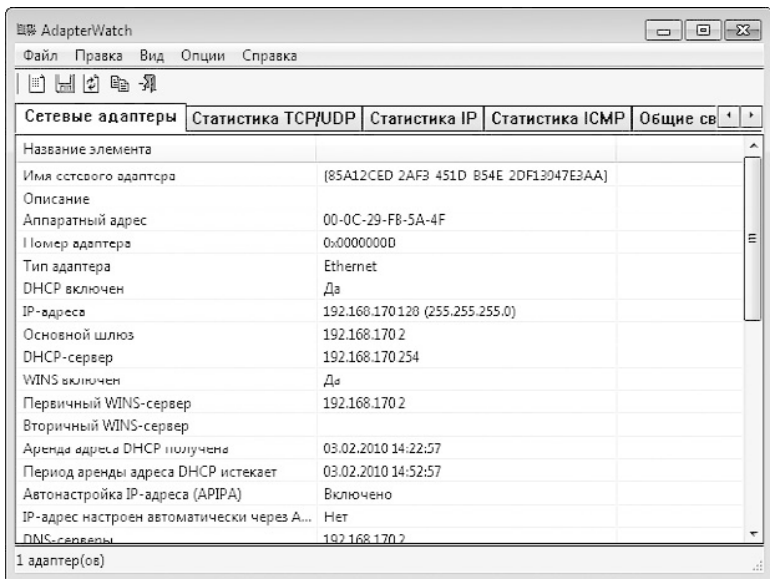 AdapterWatch
Файл Правка Вид Опции Справка
Сетевые адаптеры Статистика TCP/UDP Статистика IP Статистика ICMP Общие св
Название элемента
Имя сетевого адаптера {85A12CED-2AF3-451D-B54E-2DF13947E3AA}
Описание
Аппаратный адрес 00-0C-29-FB-5A-4F
Номер адаптера 0x0000000B
Тип адаптера Ethernet
DHCP включен Да
IP-адреса 192.168.170.128 (255.255.255.0)
Основной шлюз 192.168.170.2
DHCP-сервер 192.168.170.254
WINS включен Да
Первичный WINS-сервер 192.168.170.2
Вторичный WINS-сервер
Аренда адреса DHCP получена 03.02.2010 14:22:57
Период аренды адреса DHCP истекает 03.02.2010 14:52:57
Автонастройка IP-адреса (APIPA) Включено
IP-адрес настроен автоматически через A... Нет
DNS-серверы 192.168.170.2
1 адаптер(ов)